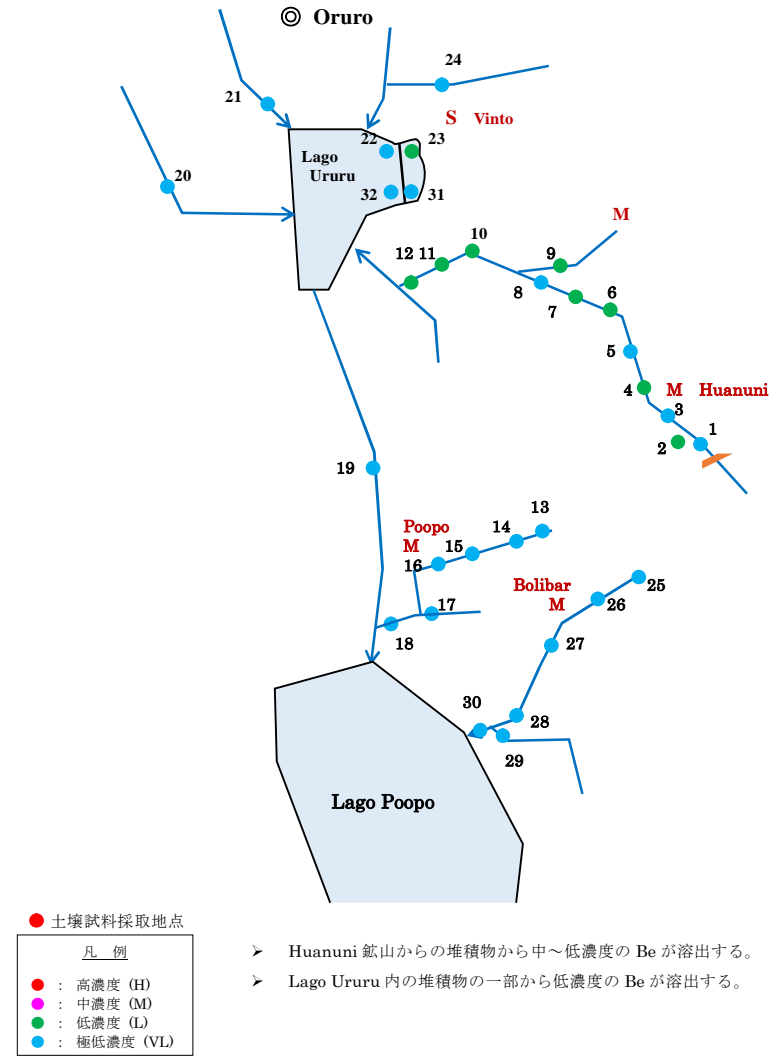 ◎ Oruro
24
21
S Vinto
22
23
Lago
Ururu
20
32
31
M
10
12
11
9
8
7
6
5
4
M Huanuni
3
1
2
19
13
Poopo
M
14
15
16
Bolibar
M
25
26
17
18
27
30
28
29
Lago Poopo
土壌試料採取地点
凡 例
： 高濃度 (H)
： 中濃度 (M)
： 低濃度 (L)
： 極低濃度 (VL)
➢ Huanuni 鉱山からの堆積物から中～低濃度の Be が溶出する。
➢ Lago Ururu 内の堆積物の一部から低濃度の Be が溶出する。